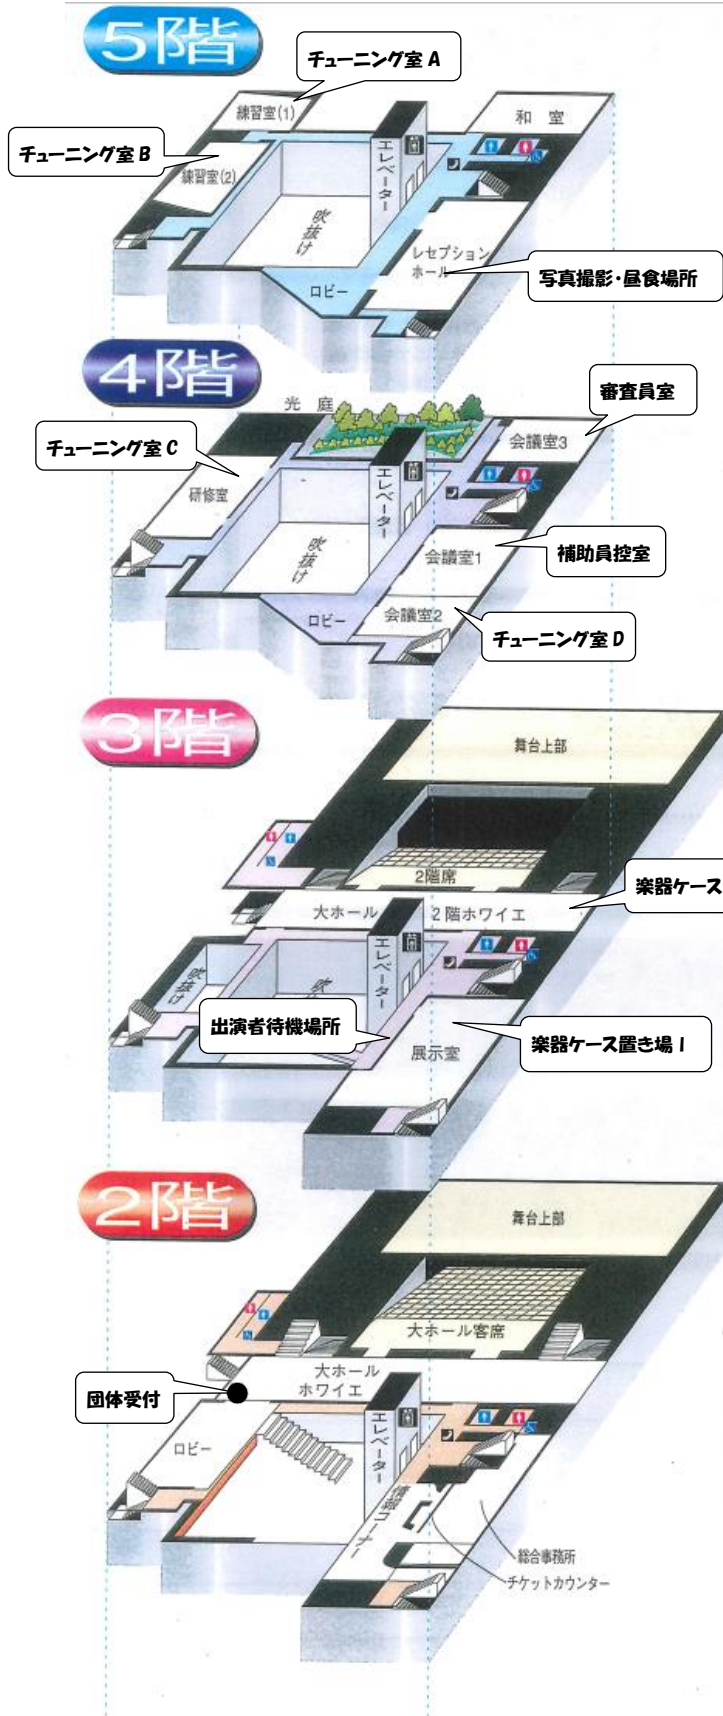 5階
チューニング室 A
練習室(1)
和 室
チューニング室 B
練習室(2)
エレベーター
吹抜け
レセプション
ホール
写真撮影・昼食場所
ロビー
4階
光 庭
審査員室
会議室3
チューニング室 C
研修室
エレベーター
吹抜け
会議室1
補助員控室
ロビー
会議室2
チューニング室 D
3階
舞台上部
2階席
楽器ケース
大ホール
2階ホワイエ
エレベーター
吹抜け
吹抜
出演者待機場所
展示室
楽器ケース置き場 1
2階
舞台上部
大ホール客席
大ホール
ホワイエ
団体受付
ロビー
エレベーター
情報コーナー
総合事務所
チケットカウンター